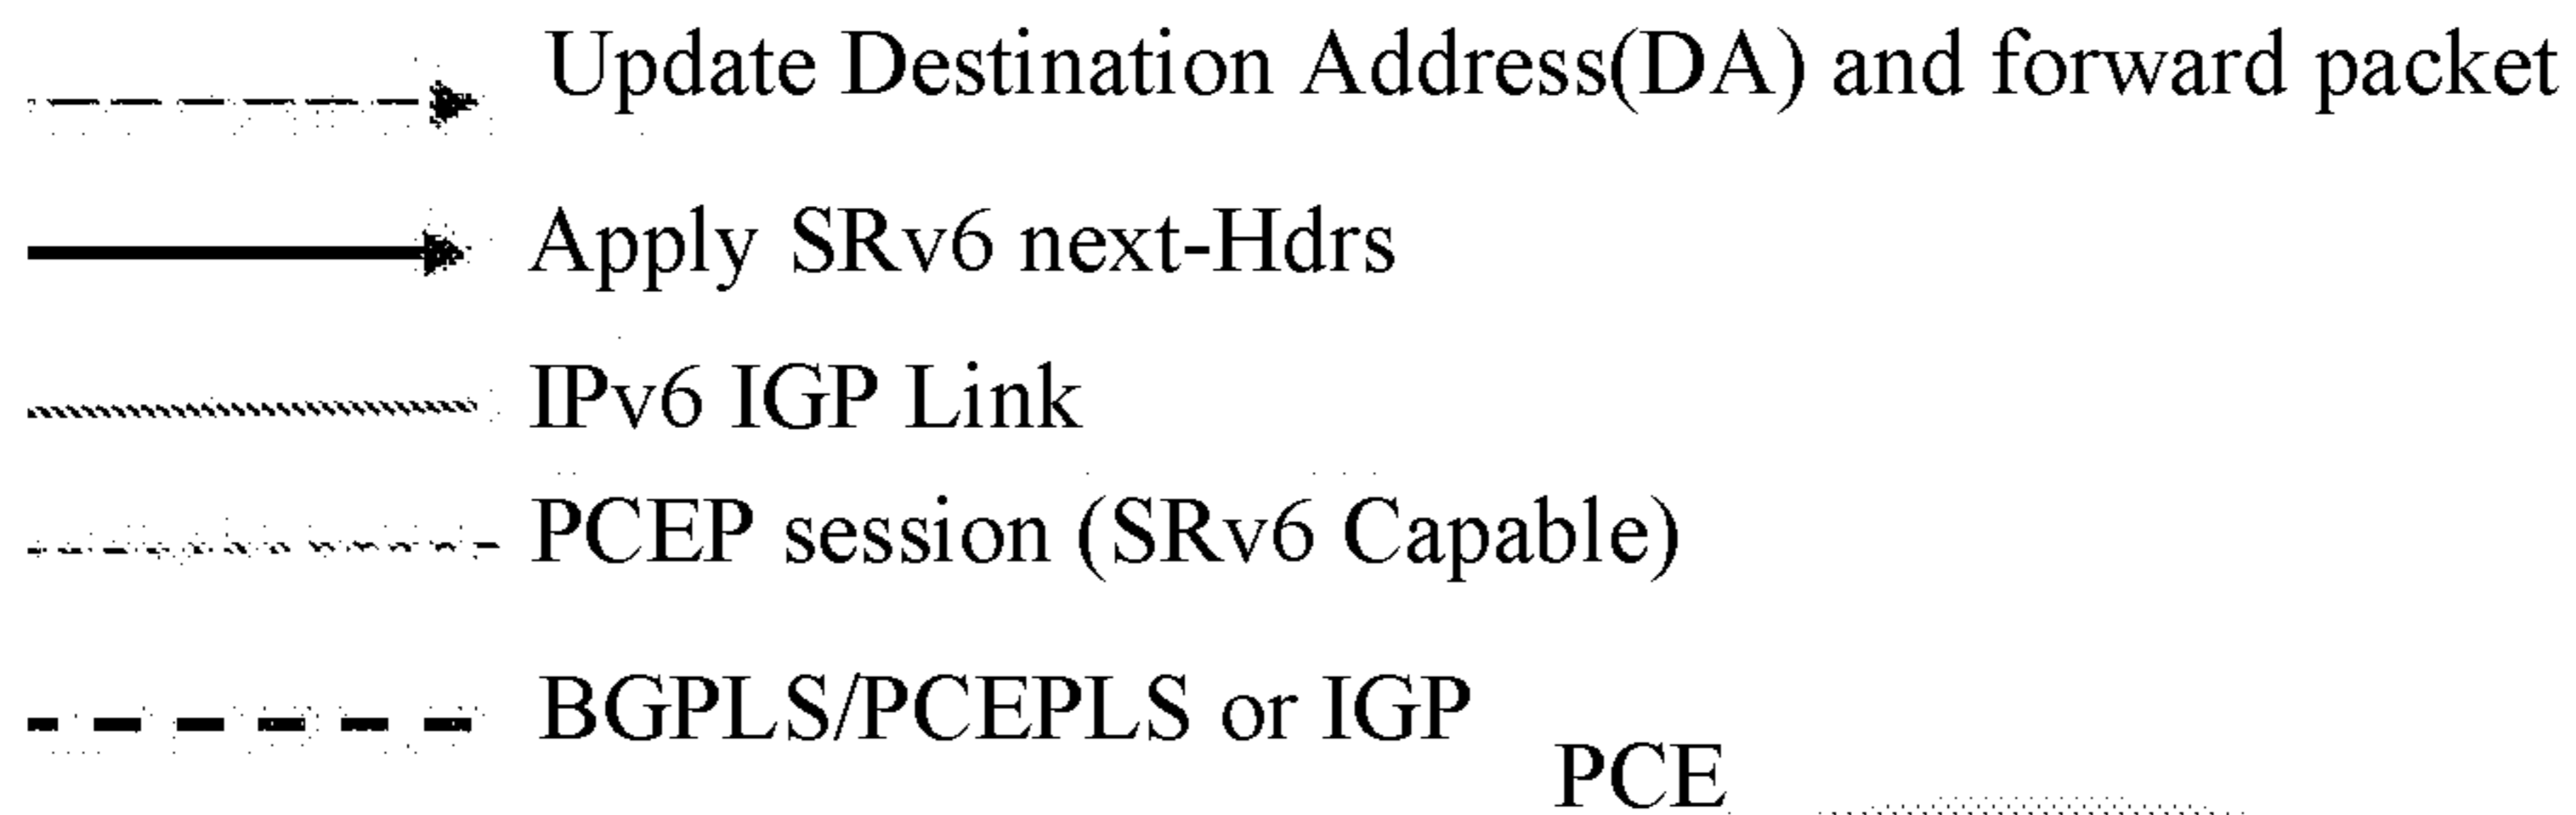 Update Destination Address(DA) and forward packet
Apply SRv6 next-Hdrs
IPv6 IGP Link
PCEP session (SRv6 Capable)
BGPLS/PCEPLS or IGP
PCE